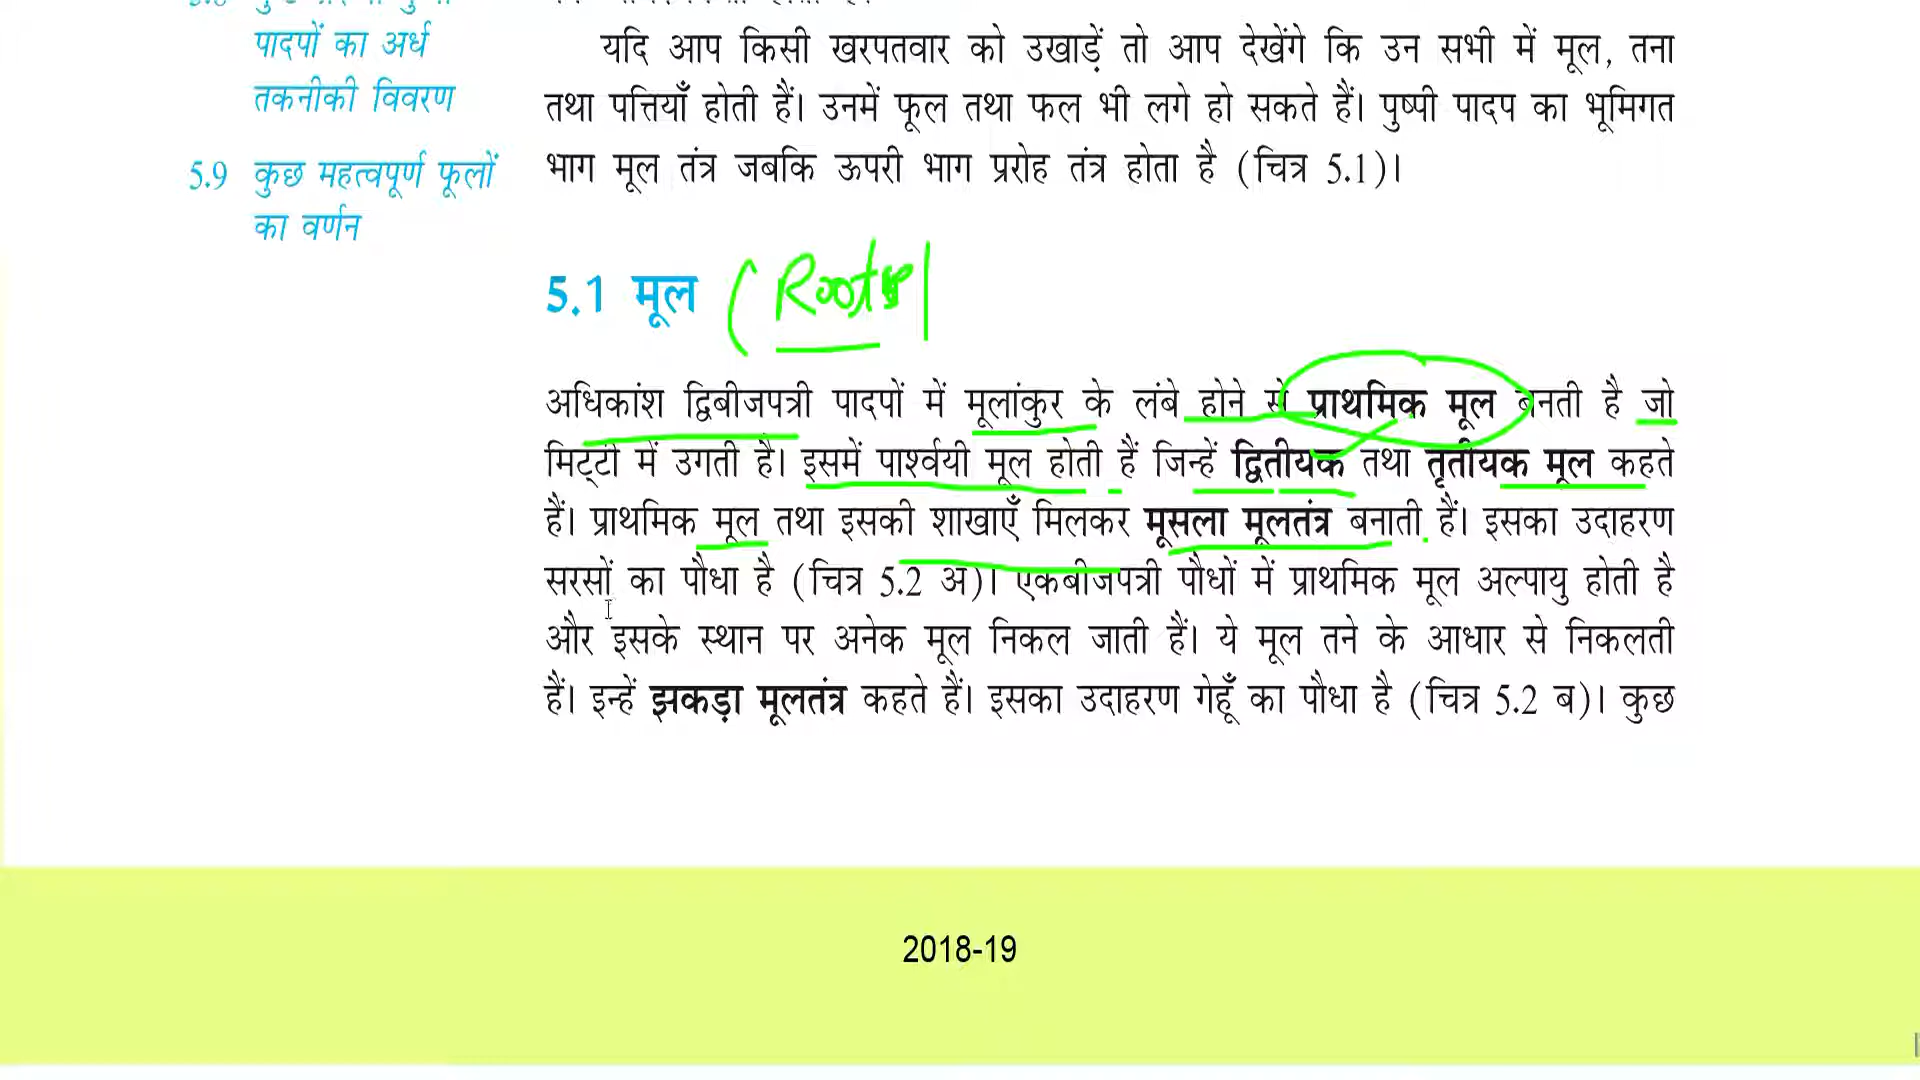 पादपों का अर्ध
तकनीकी विवरण
5.9 कुछ महत्वपूर्ण फूलों
का वर्णन
यदि आप किसी खरपतवार को उखाड़ें तो आप देखेंगे कि उन सभी में मूल, तना
तथा पत्तियाँ होती हैं। उनमें फूल तथा फल भी लगे हो सकते हैं। पुष्पी पादप का भूमिगत
भाग मूल तंत्र जबकि ऊपरी भाग प्ररोह तंत्र होता है (चित्र 5.1)।
5.1 मूल (Root
अधिकांश द्विबीजपत्री पादपों में मूलांकुर के लंबे होने से प्राथमिक मूल बनती है जो
मिट्टी में उगती है। इसमें पार्श्वयी मूल होती हैं जिन्हें द्वितीयक तथा तृतीयक मूल कहते
हैं। प्राथमिक मूल तथा इसकी शाखाएँ मिलकर मूसला मूलतंत्र बनाती हैं। इसका उदाहरण
सरसों का पौधा है (चित्र 5.2 अ)। एकबीजपत्री पौधों में प्राथमिक मूल अल्पायु होती है
और इसके स्थान पर अनेक मूल निकल जाती हैं। ये मूल तने के आधार से निकलती
हैं। इन्हें झकड़ा मूलतंत्र कहते हैं। इसका उदाहरण गेहूँ का पौधा है (चित्र 5.2 ब)। कुछ
2018-19